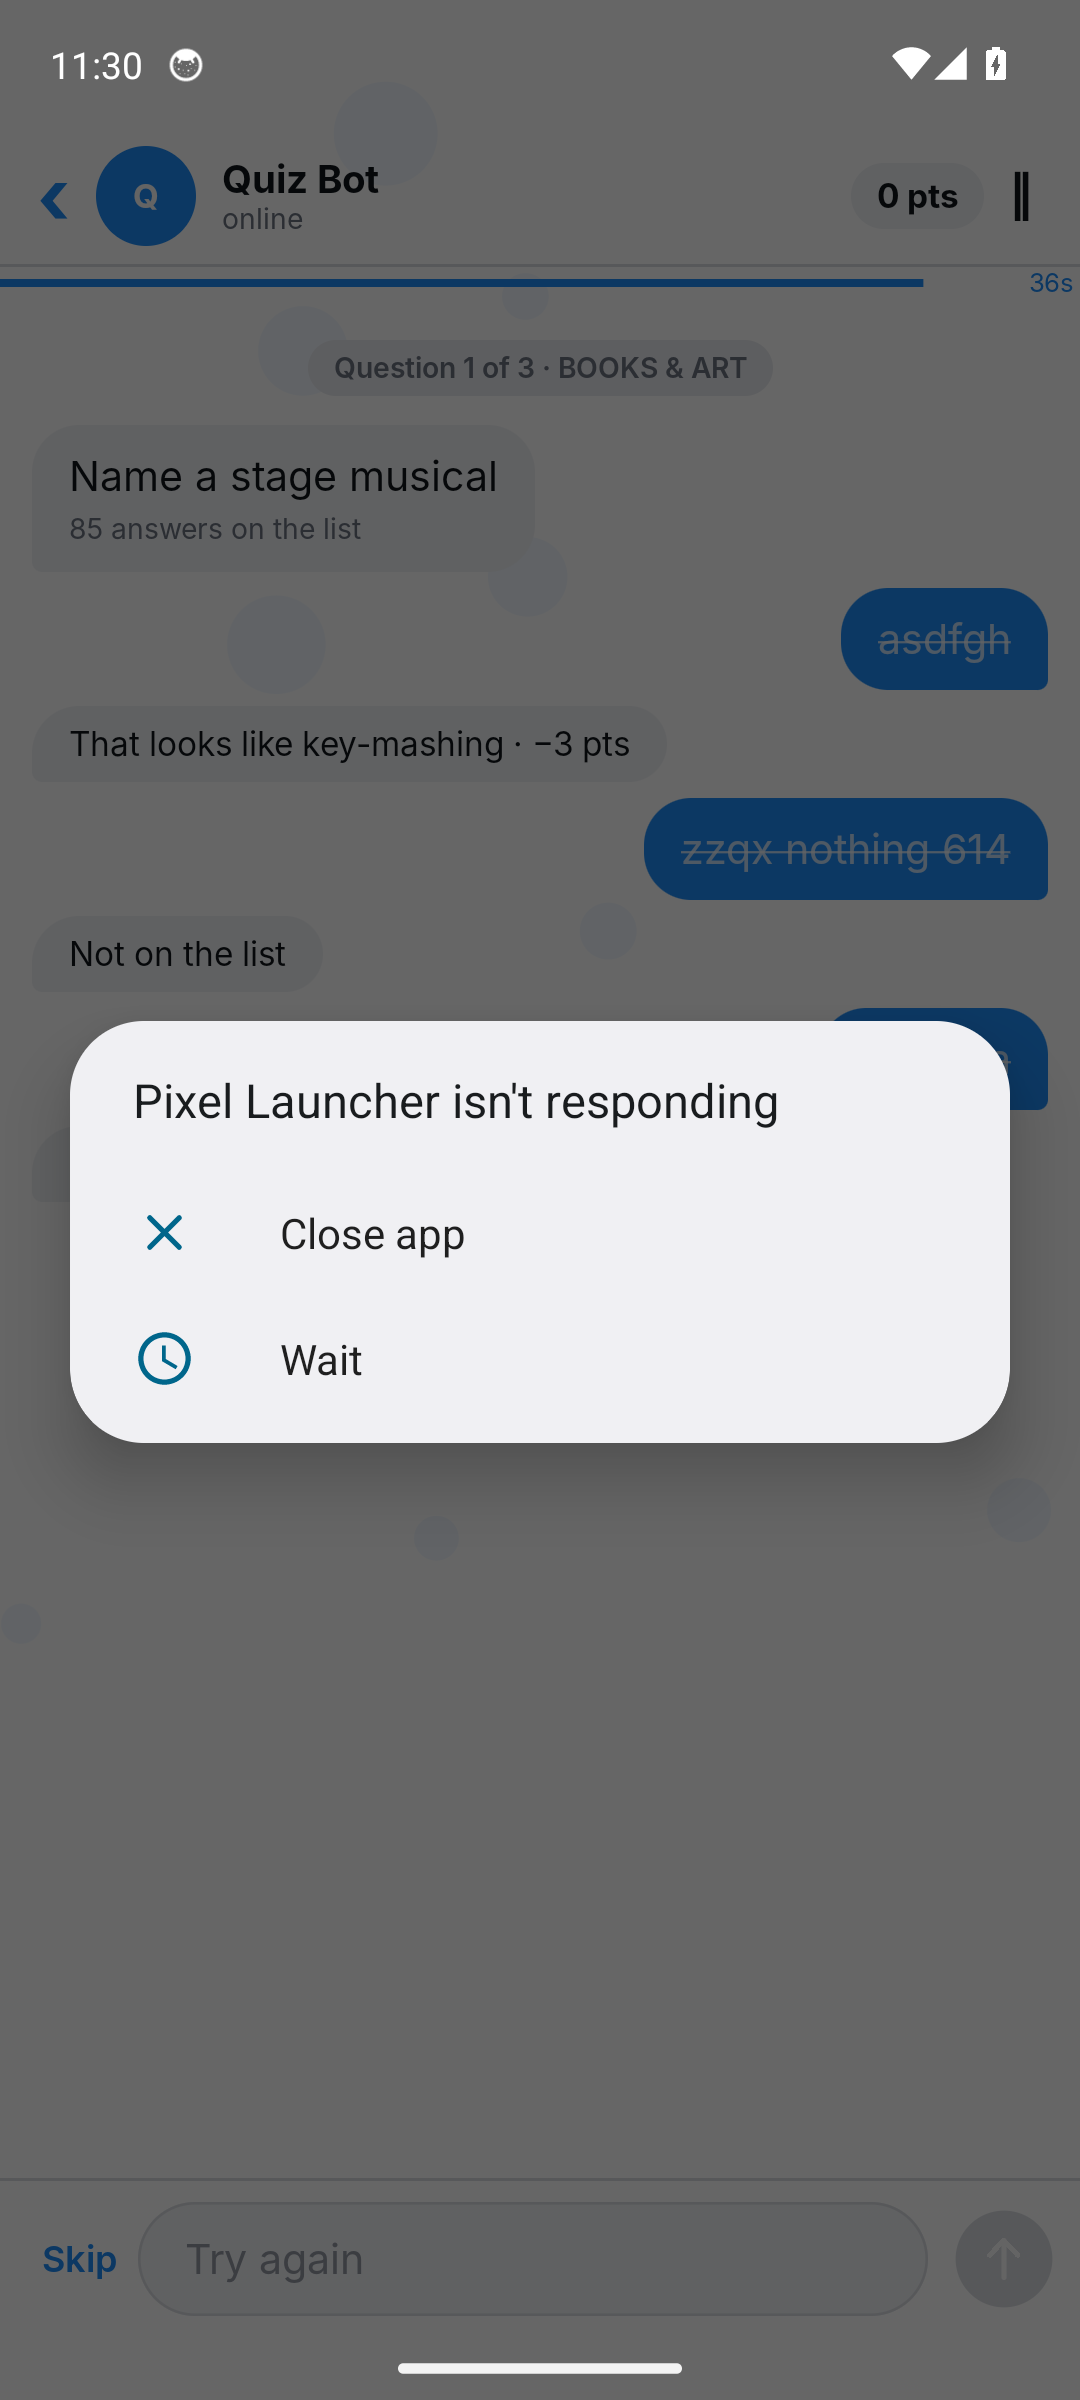 11:30
Q
Quiz Bot
online
0 pts
36s
Question 1 of 3 · BOOKS & ART
Name a stage musical
85 answers on the list
asdfgh
That looks like key-mashing · −3 pts
zzqx nothing 614
Not on the list
Pixel Launcher isn't responding
Close app
Wait
Skip
Try again